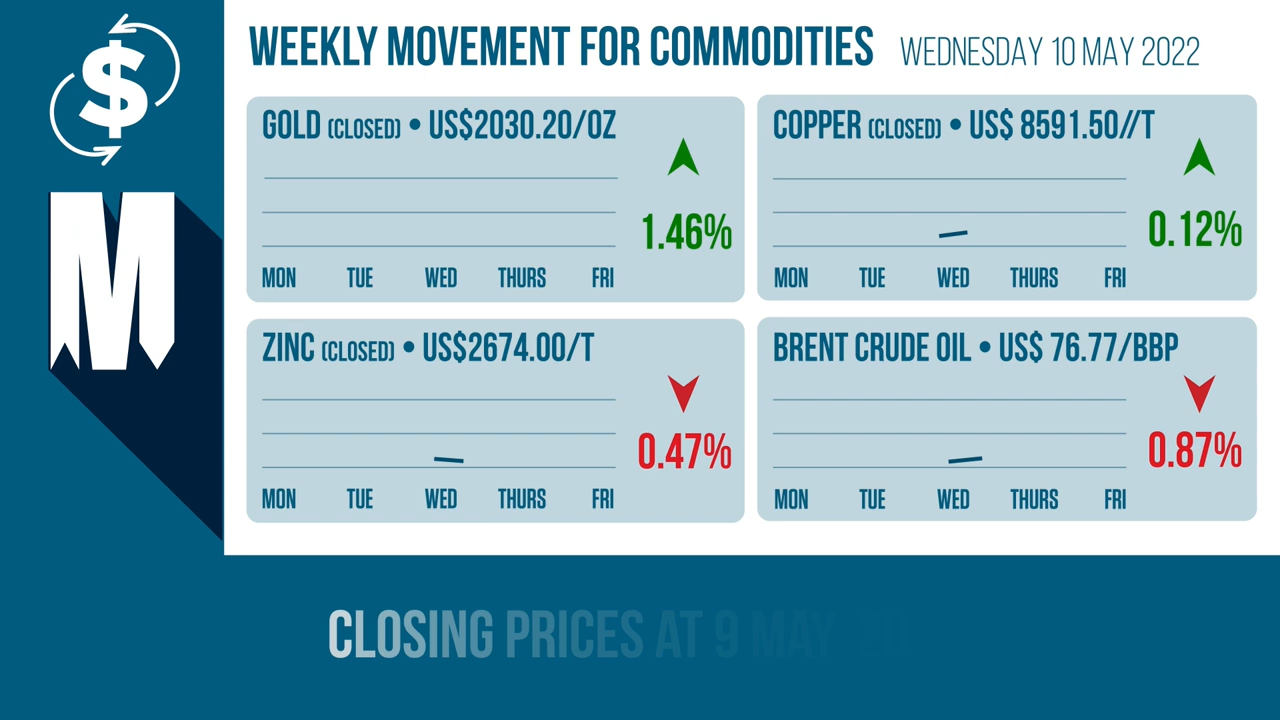 $
WEEKLY MOVEMENT FOR COMMODITIES WEDNESDAY 10 MAY 2022
M
GOLD (CLOSED) • US$2030.20/OZ
1.46%
MON TUE WED THURS FRI
COPPER (CLOSED) • US$ 8591.50//T
0.12%
MON TUE WED THURS FRI
ZINC (CLOSED) • US$2674.00/T
0.47%
MON TUE WED THURS FRI
BRENT CRUDE OIL • US$ 76.77/BBP
0.87%
MON TUE WED THURS FRI
CLOSING PRICES AT 9 MAY 20